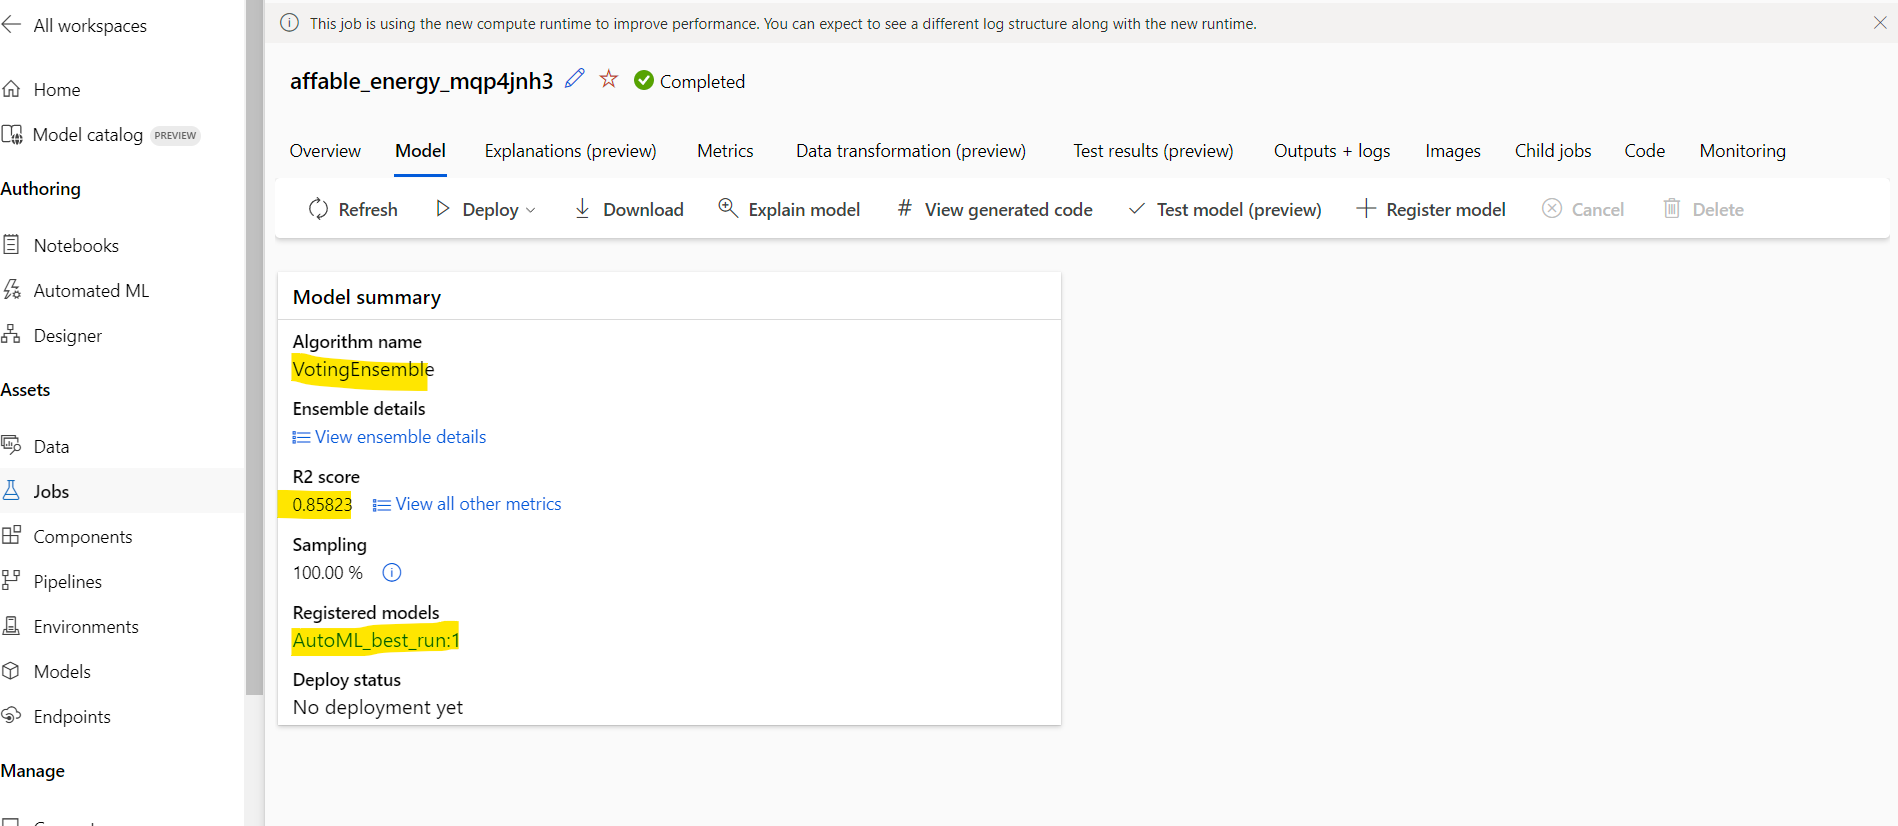 All workspaces
Home
Model catalog PREVIEW
Authoring
Notebooks
Automated ML
Designer
Assets
Data
Jobs
Components
Pipelines
Environments
Models
Endpoints
Manage
This job is using the new compute runtime to improve performance. You can expect to see a different log structure along with the new runtime.
affable_energy_mqp4jnh3 Completed
Overview Model Explanations (preview) Metrics Data transformation (preview) Test results (preview) Outputs + logs Images Child jobs Code Monitoring
Refresh Deploy Download Explain model # View generated code Test model (preview) Register model Cancel Delete
Model summary
Algorithm name
VotingEnsemble
Ensemble details
View ensemble details
R2 score
0.85823 View all other metrics
Sampling
100.00 %
Registered models
AutoML_best_run:1
Deploy status
No deployment yet